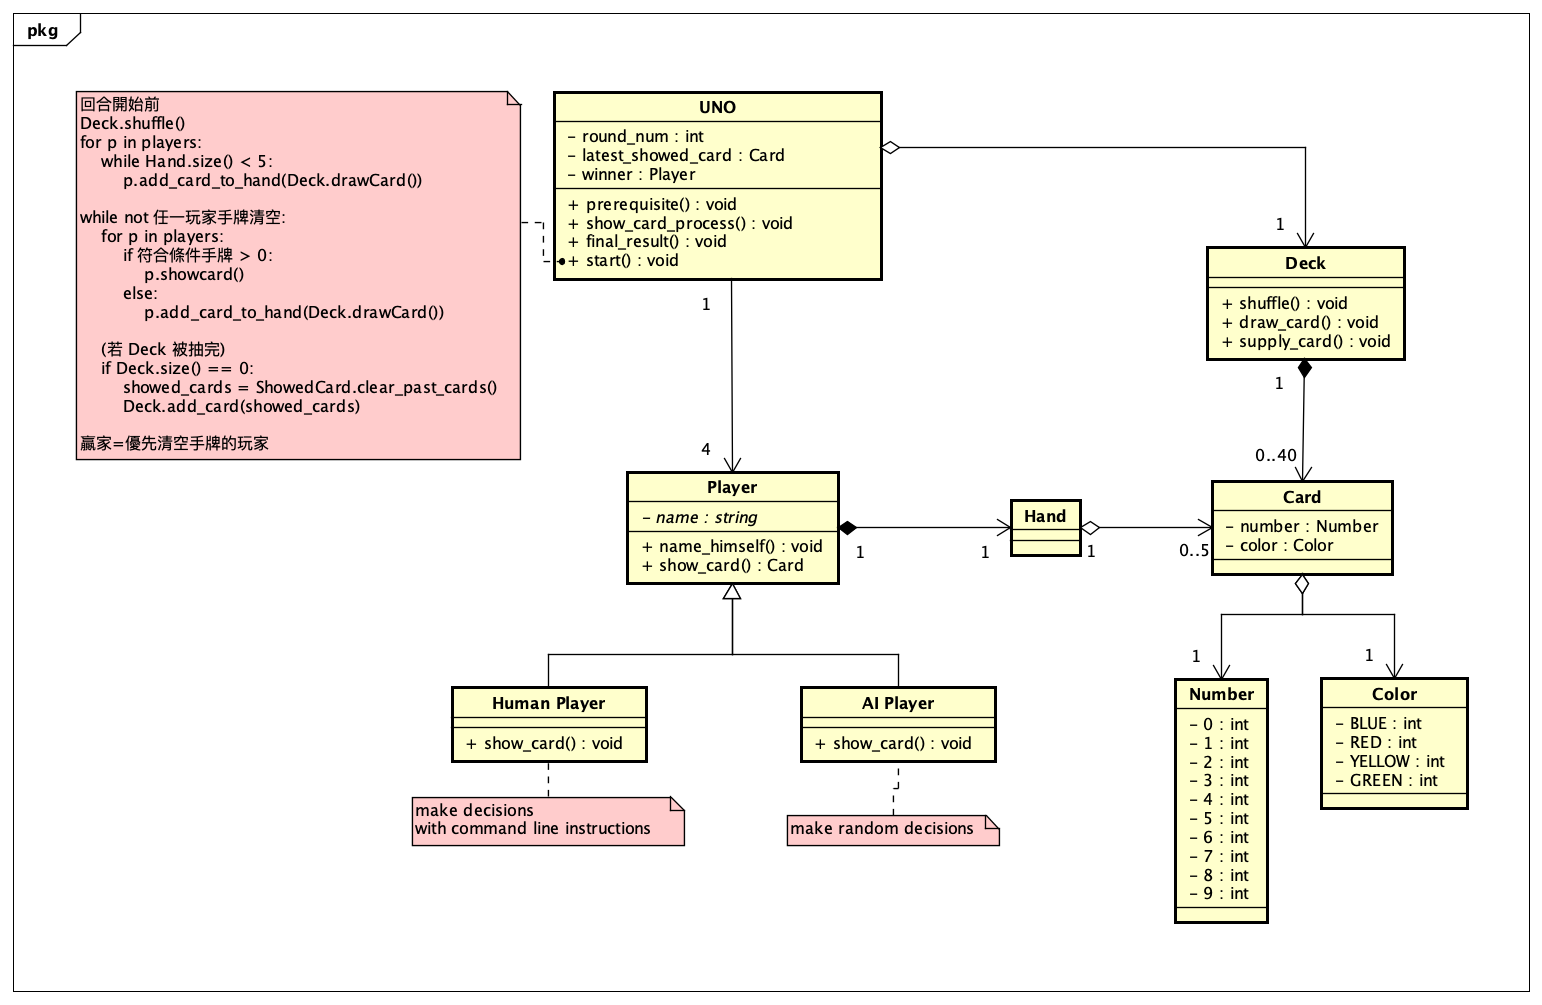 pkg
回合開始前
Deck.shuffle()
for p in players:
while Hand.size() < 5:
p.add_card_to_hand(Deck.drawCard())
while not 任一玩家手牌清空:
for p in players:
if 符合條件手牌 > 0:
p.showcard()
else:
p.add_card_to_hand(Deck.drawCard())
(若 Deck 被抽完)
if Deck.size() == 0:
showed_cards = ShowedCard.clear_past_cards()
Deck.add_card(showed_cards)
贏家=優先清空手牌的玩家
UNO
- round_num : int
- latest_showed_card : Card
- winner : Player
+ prerequisite() : void
+ show_card_process() : void
+ final_result() : void
+ start() : void
1
1
Deck
+ shuffle() : void
+ draw_card() : void
+ supply_card() : void
1
0..40
4
Player
- name : string
+ name_himself() : void
+ show_card() : Card
1
1
Hand
1
0..5
Card
- number : Number
- color : Color
1
1
Human Player
+ show_card() : void
AI Player
+ show_card() : void
make decisions
with command line instructions
make random decisions
Number
- 0 : int
- 1 : int
- 2 : int
- 3 : int
- 4 : int
- 5 : int
- 6 : int
- 7 : int
- 8 : int
- 9 : int
Color
- BLUE : int
- RED : int
- YELLOW : int
- GREEN : int